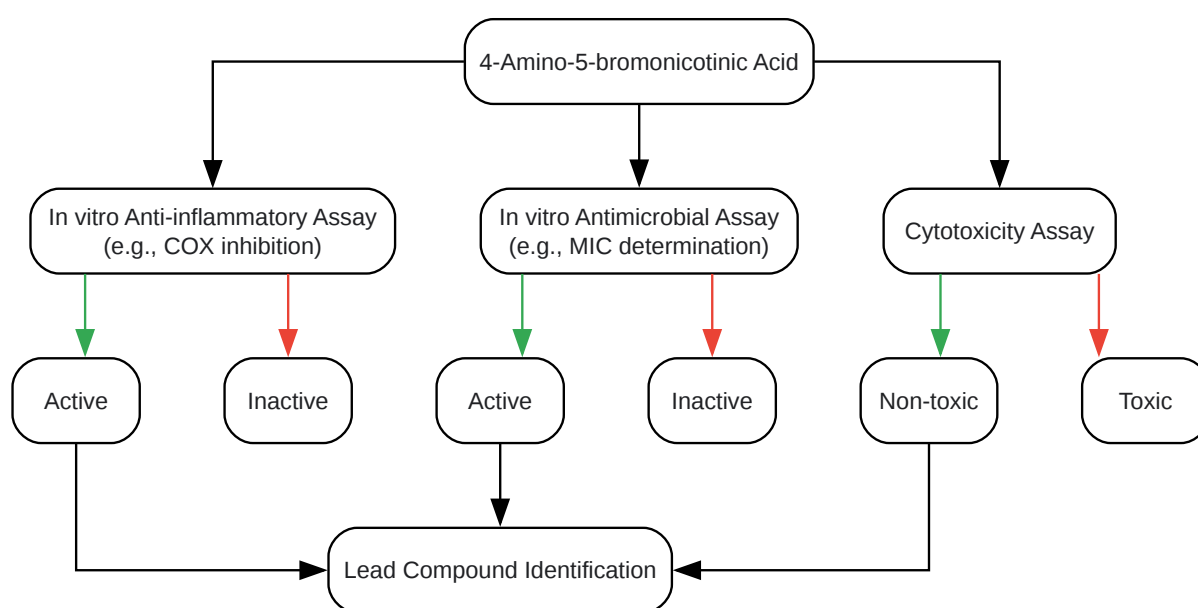 4-Amino-5-bromonicotinic Acid
In vitro Anti-inflammatory Assay
(e.g., COX inhibition)
In vitro Antimicrobial Assay
(e.g., MIC determination)
Cytotoxicity Assay
Active
Inactive
Active
Inactive
Non-toxic
Toxic
Lead Compound Identification